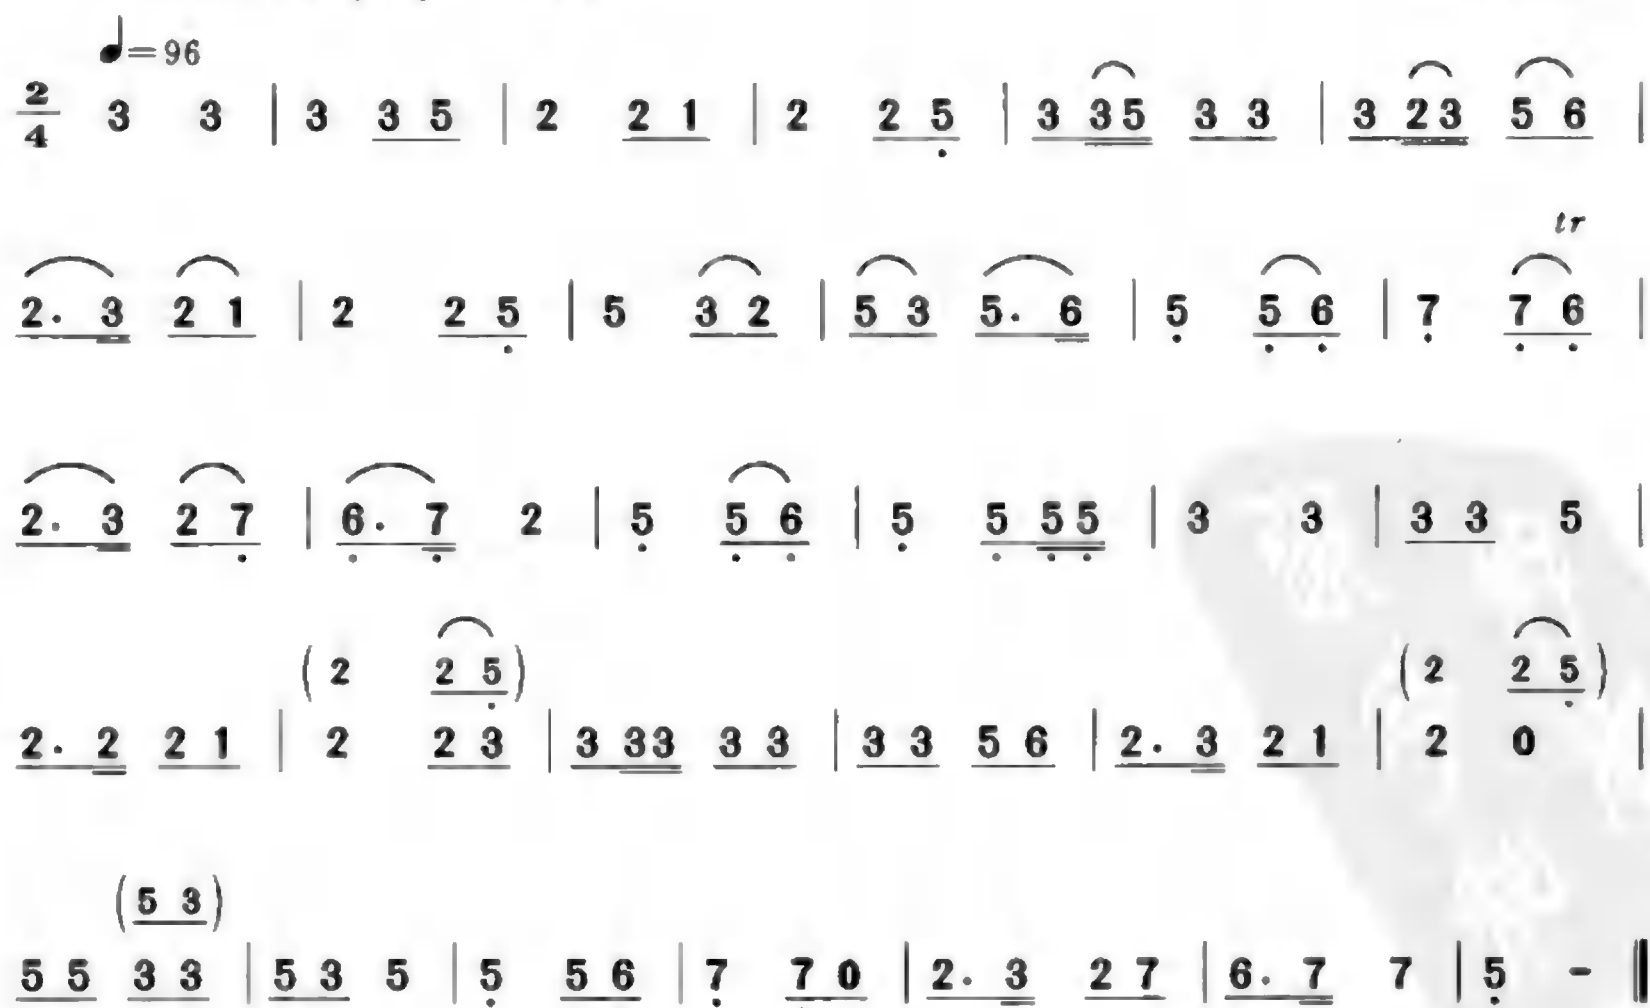 ♩=96
2/4 3 3 | 3 3 5 | 2 2 1 | 2 2 5̣ | 3 3 5 3 3 | 3 2 3 5 6 |
tr
2. 3 2 1 | 2 2 5̣ | 5 3 2 | 5 3 5. 6 | 5̣ 5̣ 6̣ | 7̣ 7̣ 6̣ |
2. 3 2 7̣ | 6̣. 7̣ 2 | 5̣ 5̣ 6̣ | 5̣ 5̣ 5̣ 5̣ | 3 3 | 3 3 5 |
(2 2 5̣) (2 2 5̣)
2. 2 2 1 | 2 2 3 | 3 3 3 3 3 | 3 3 5 6 | 2. 3 2 1 | 2 0 |
(5 3)
5 5 3 3 | 5 3 5 | 5̣ 5 6 | 7̣ 7 0 | 2. 3 2 7 | 6. 7 7 | 5̣ - ‖